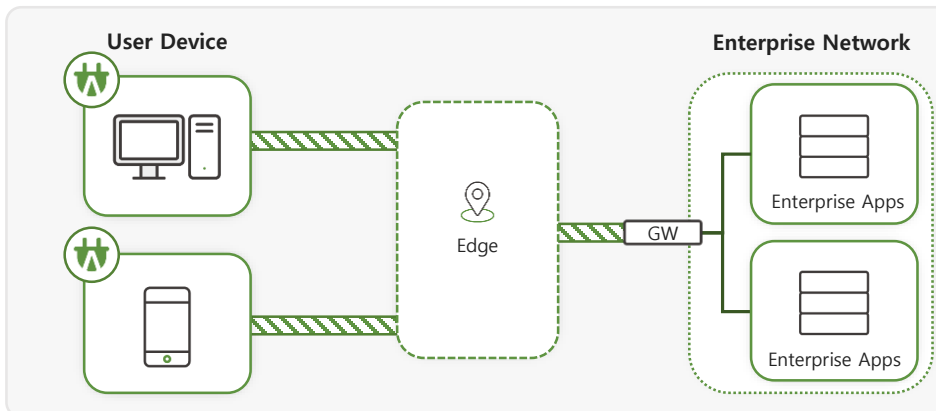 User Device
Enterprise Network
Enterprise Apps
Edge
GW
Enterprise Apps